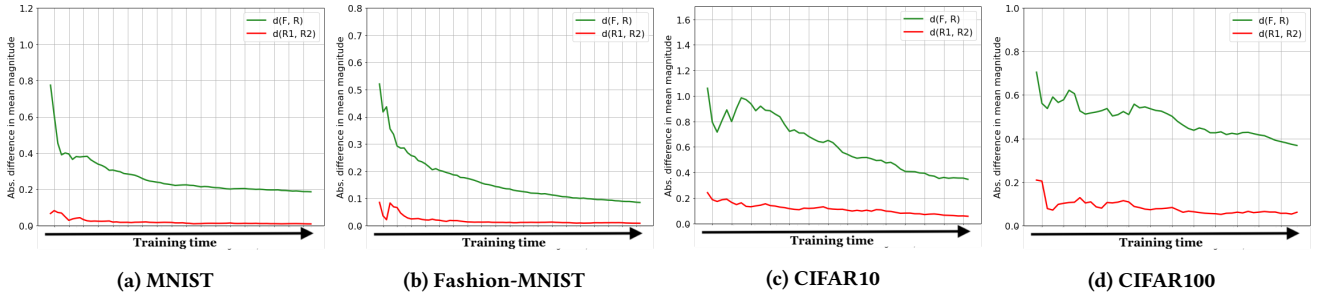 1.2
1.0
0.8
0.6
0.4
0.2
0.0
Abs. difference in mean magnitude
d(F, R)
d(R1, R2)
Training time
(a) MNIST
0.8
0.7
0.6
0.5
0.4
0.3
0.2
0.1
0.0
Abs. difference in mean magnitude
d(F, R)
d(R1, R2)
Training time
(b) Fashion-MNIST
1.6
1.4
1.2
1.0
0.8
0.6
0.4
0.2
0.0
Abs. difference in mean magnitude
d(F, R)
d(R1, R2)
Training time
(c) CIFAR10
1.0
0.8
0.6
0.4
0.2
0.0
Abs. difference in mean magnitude
d(F, R)
d(R1, R2)
Training time
(d) CIFAR100